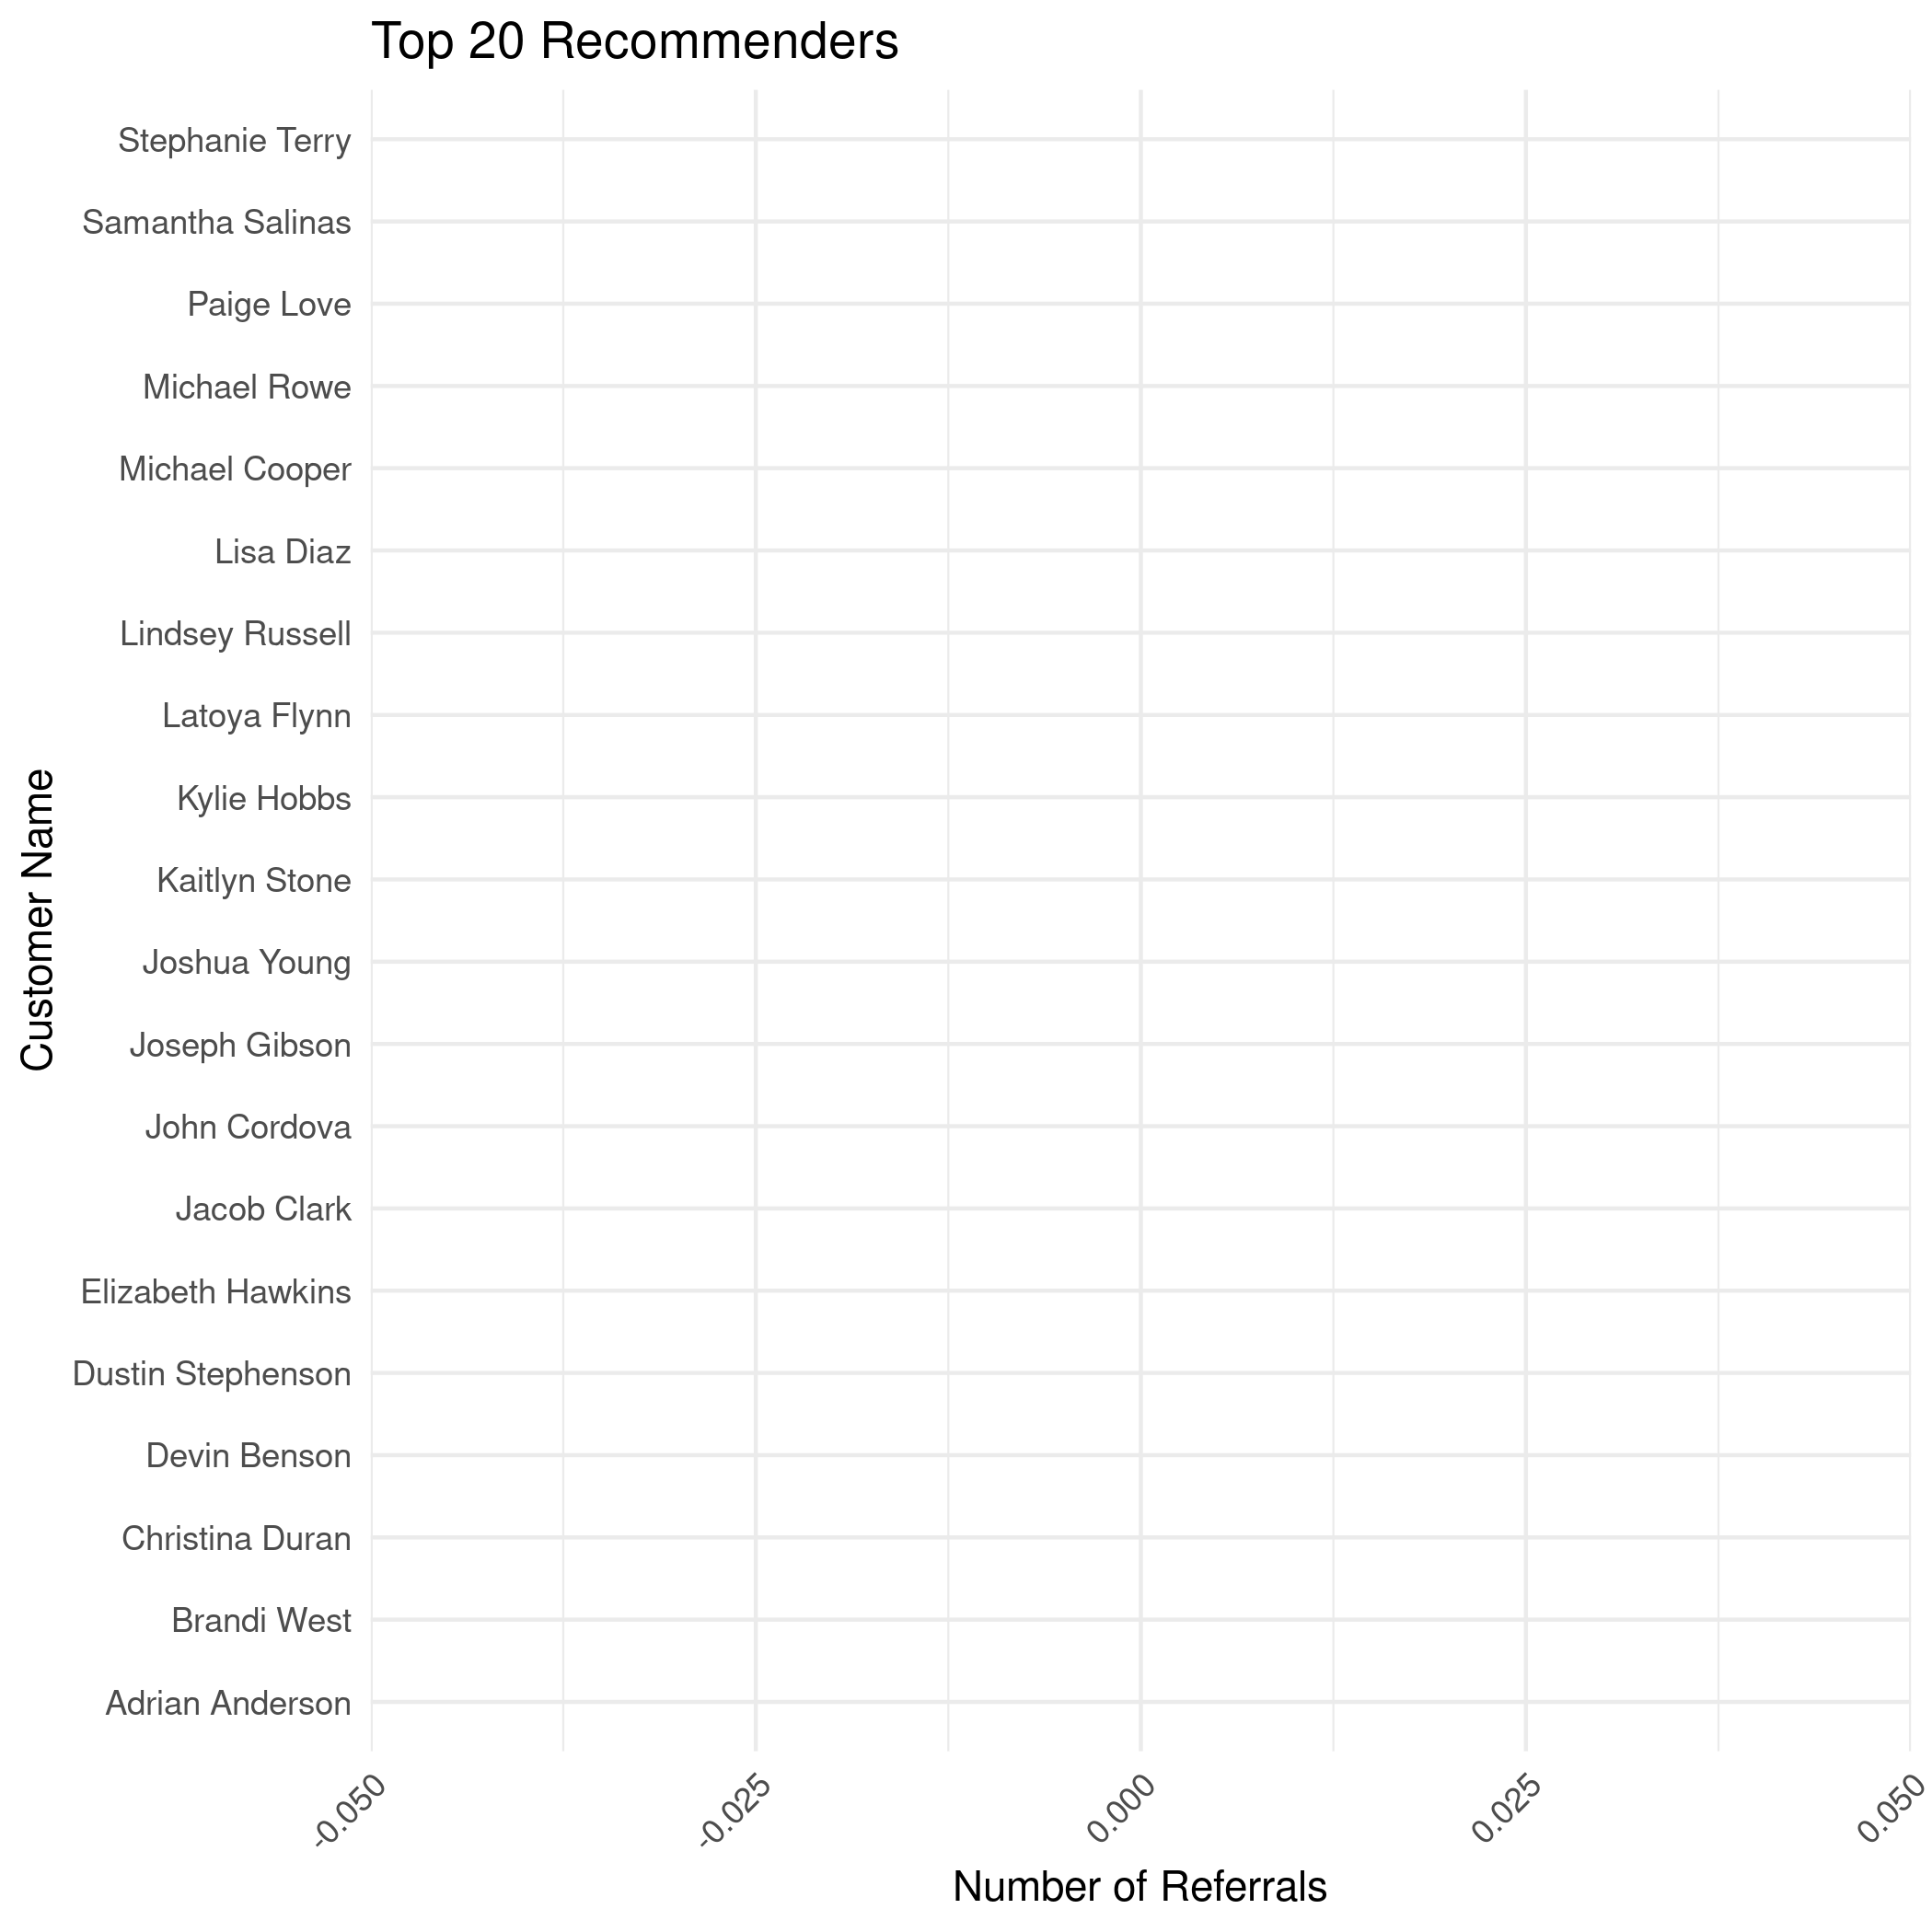 Top 20 Recommenders
Customer Name
Stephanie Terry
Samantha Salinas
Paige Love
Michael Rowe
Michael Cooper
Lisa Diaz
Lindsey Russell
Latoya Flynn
Kylie Hobbs
Kaitlyn Stone
Joshua Young
Joseph Gibson
John Cordova
Jacob Clark
Elizabeth Hawkins
Dustin Stephenson
Devin Benson
Christina Duran
Brandi West
Adrian Anderson
-0.050
-0.025
0.000
0.025
0.050
Number of Referrals